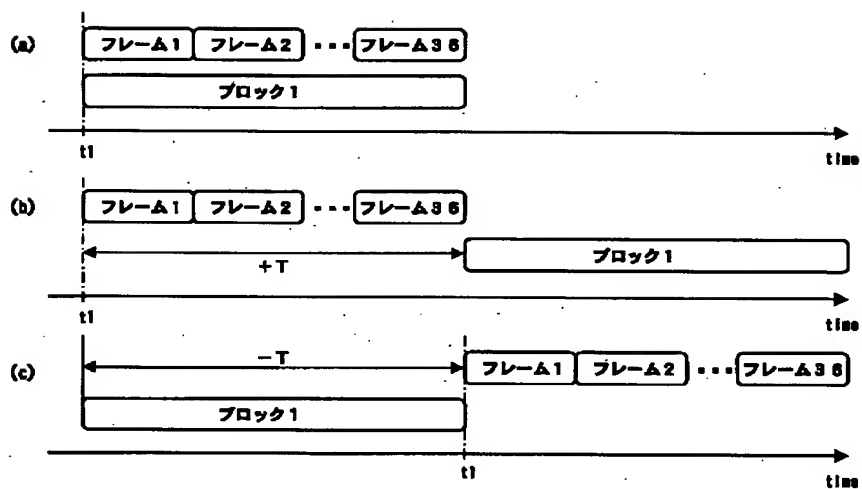 (a) フレーム1 フレーム2 ・・・ フレーム36
ブロック1
t1 time
(b) フレーム1 フレーム2 ・・・ フレーム36
ブロック1
+T
t1 time
(c) -T フレーム1 フレーム2 ・・・ フレーム36
ブロック1
t1 time